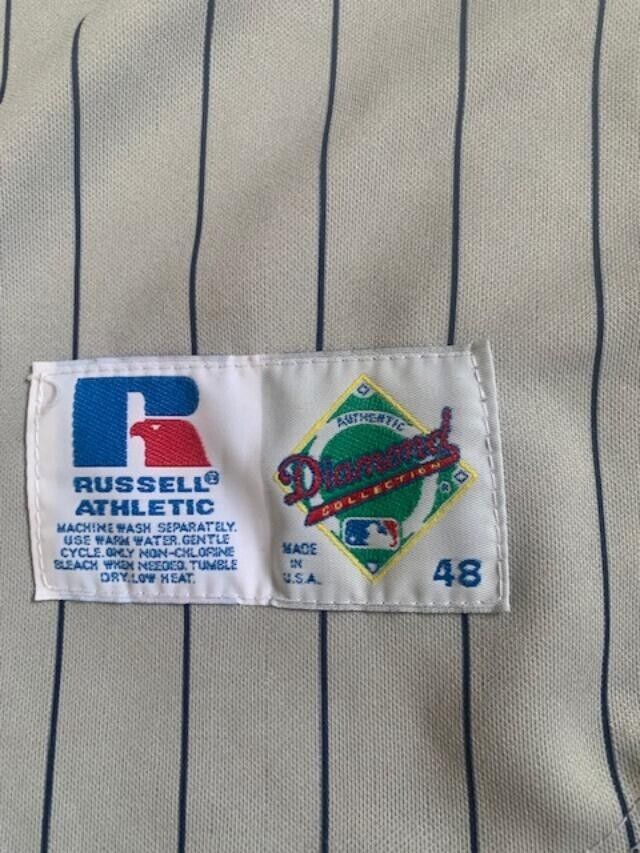 RUSSELL®
ATHLETIC
MACHINE WASH SEPARATELY.
USE WARM WATER. GENTLE
CYCLE. ONLY NON-CHLORINE
BLEACH WHEN NEEDED. TUMBLE
DRY. LOW HEAT.
AUTHENTIC
Diamond
COLLECTION
MADE
IN
U.S.A.
48